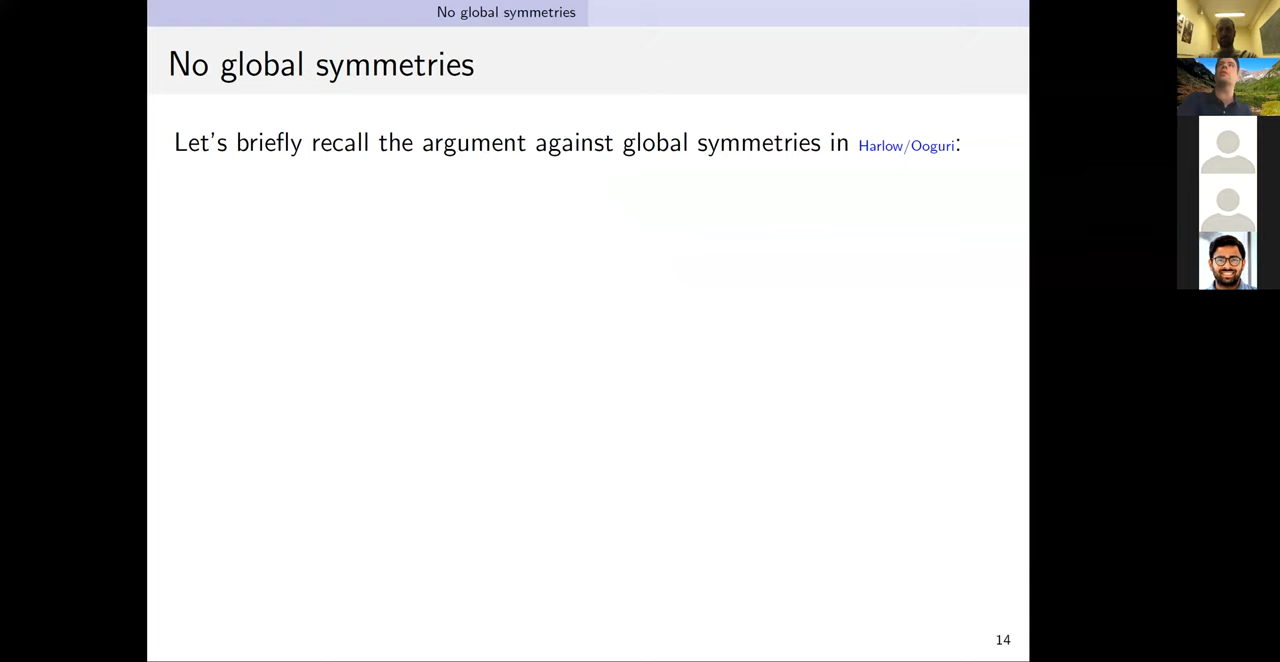 No global symmetries
No global symmetries
Let's briefly recall the argument against global symmetries in Harlow/Ooguri:
14